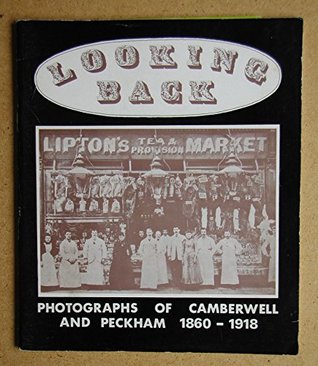 LOOKING
BACK
LIPTON'S TEA & PROVISION MARKET
PHOTOGRAPHS OF CAMBERWELL
AND PECKHAM 1860-1918